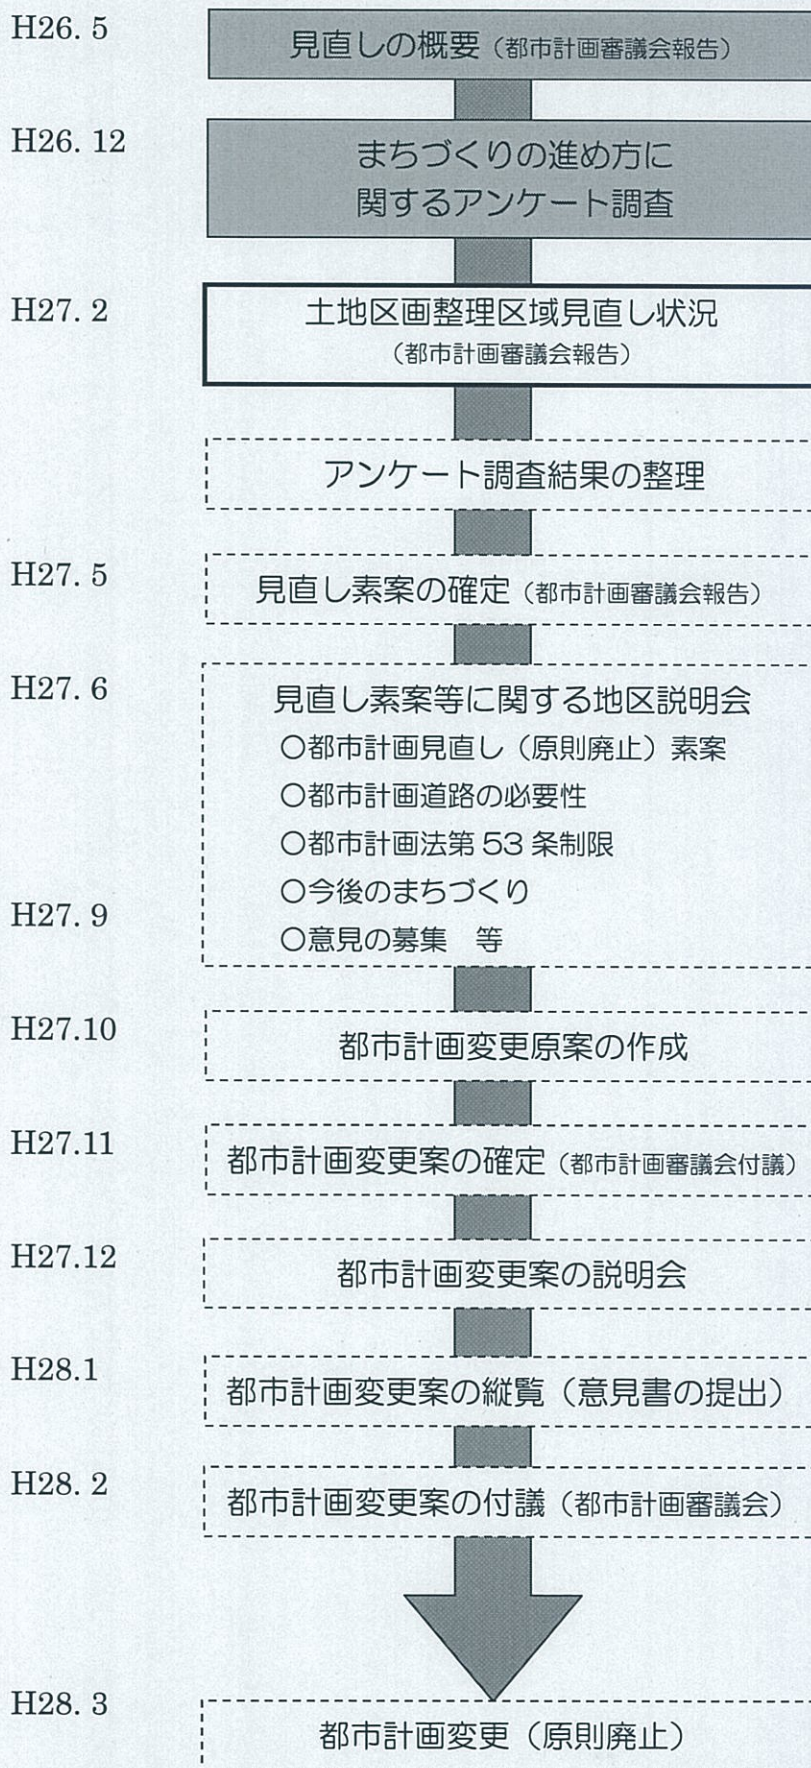 H26. 5
見直しの概要（都市計画審議会報告）
H26. 12
まちづくりの進め方に
関するアンケート調査
H27. 2
土地区画整理区域見直し状況
（都市計画審議会報告）
アンケート調査結果の整理
H27. 5
見直し素案の確定（都市計画審議会報告）
H27. 6
見直し素案等に関する地区説明会
○都市計画見直し（原則廃止）素案
○都市計画道路の必要性
○都市計画法第 53 条制限
○今後のまちづくり
H27. 9
○意見の募集　等
H27.10
都市計画変更原案の作成
H27.11
都市計画変更案の確定（都市計画審議会付議）
H27.12
都市計画変更案の説明会
H28.1
都市計画変更案の縦覧（意見書の提出）
H28. 2
都市計画変更案の付議（都市計画審議会）
H28. 3
都市計画変更（原則廃止）